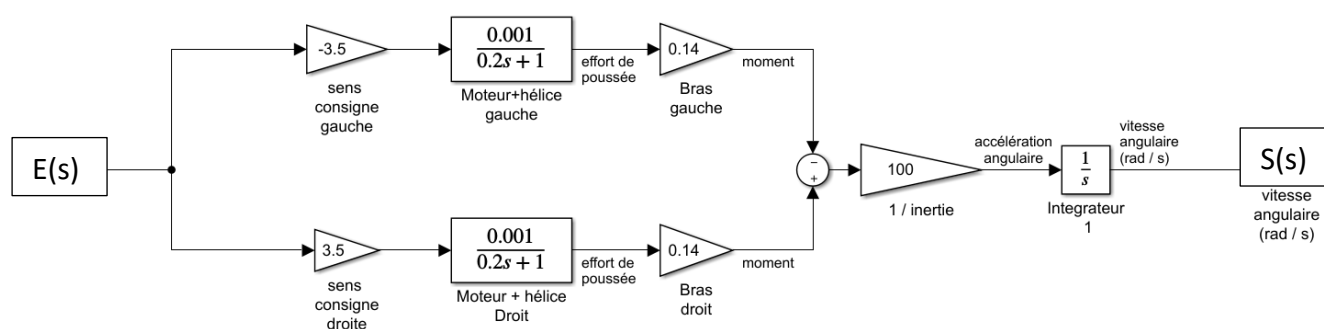 E(s)
-3.5
sens
consigne
gauche
0.001
0.2s + 1
Moteur+hélice
gauche
effort de
poussée
0.14
Bras
gauche
moment
3.5
sens
consigne
droite
0.001
0.2s + 1
Moteur + hélice
Droit
effort de
poussée
0.14
Bras
droit
moment
−
+
100
1 / inertie
accélération
angulaire
1
s
Integrateur
1
vitesse
angulaire
(rad / s)
S(s)
vitesse
angulaire
(rad / s)